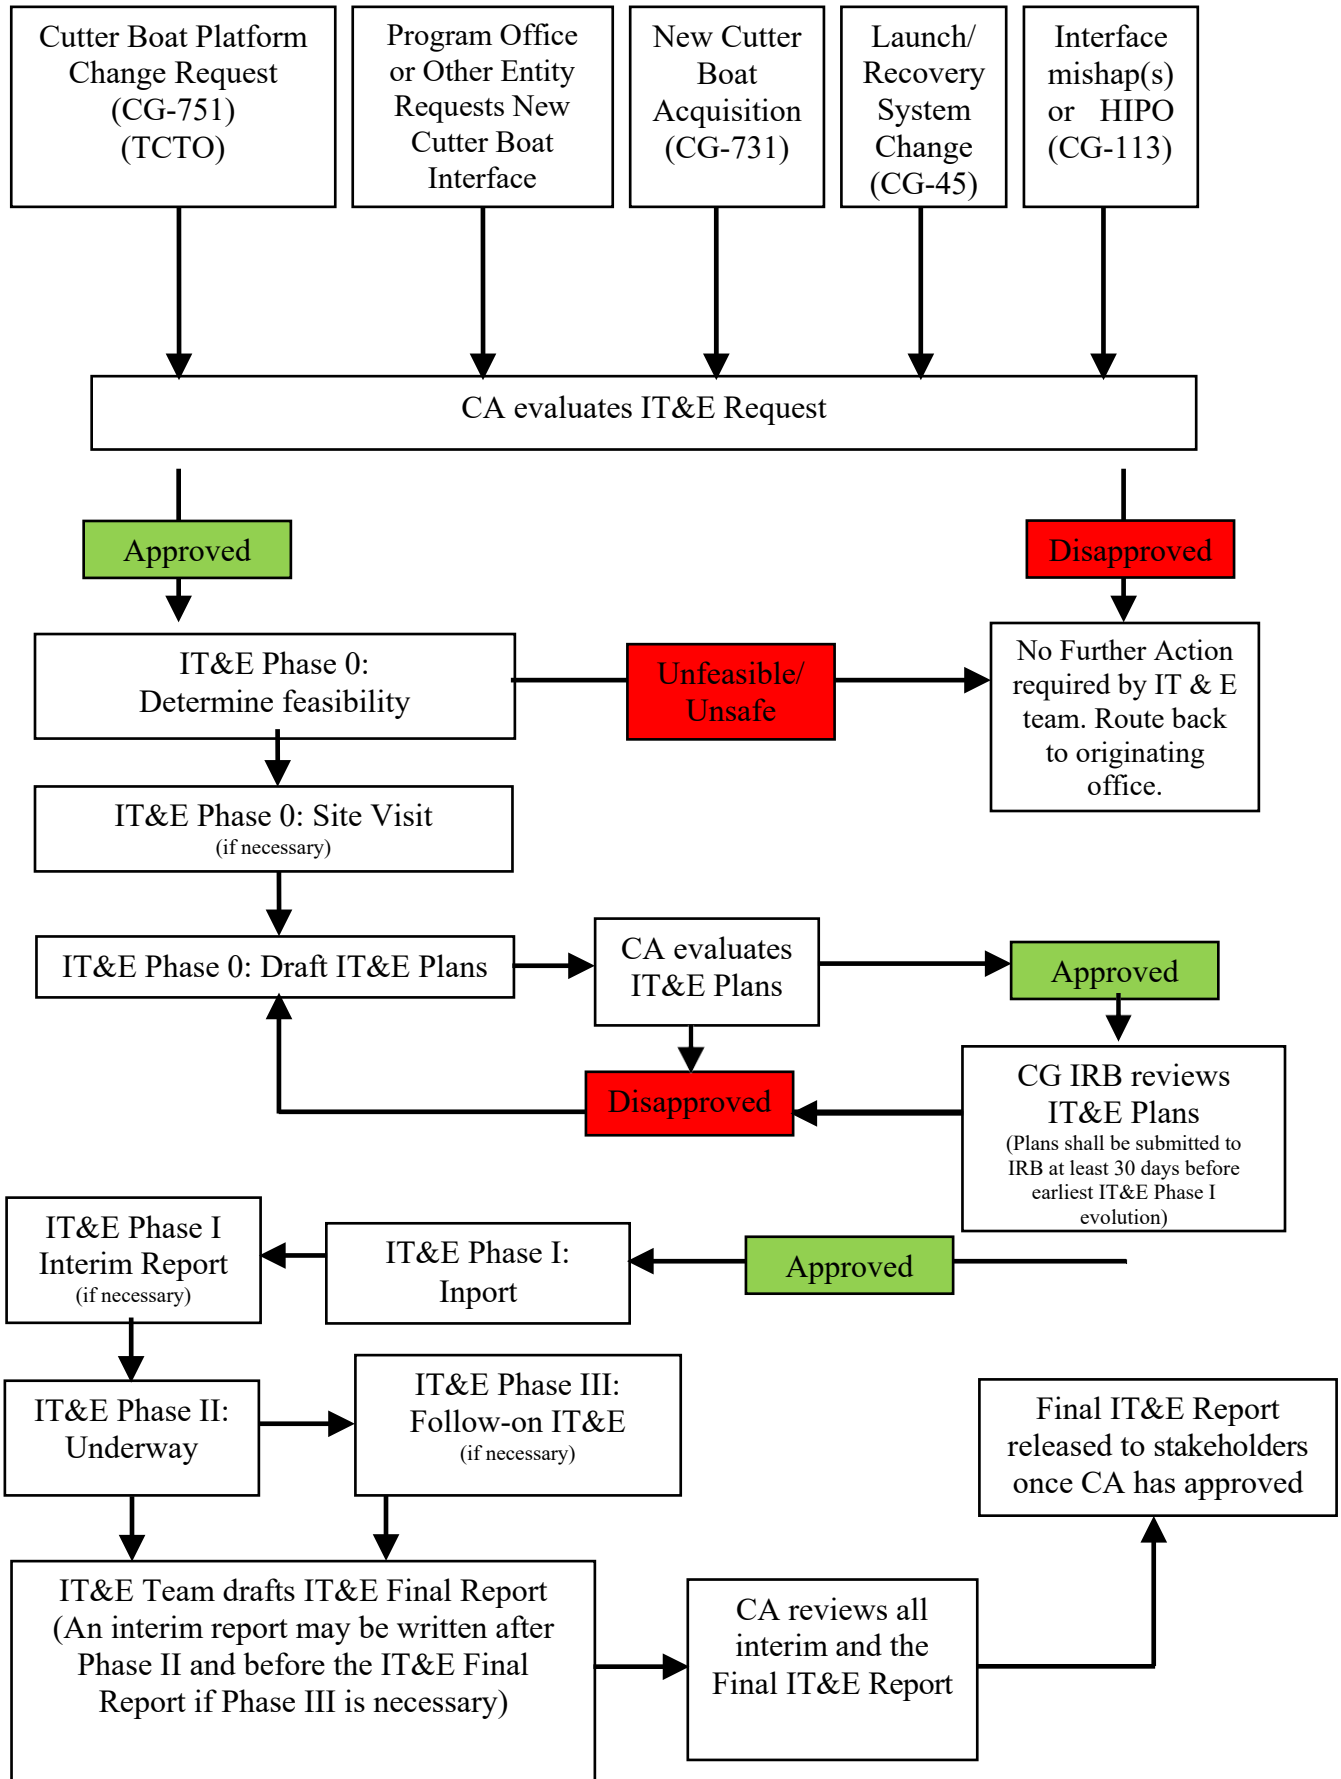 Cutter Boat Platform
Change Request
(CG-751)
(TCTO)
Program Office
or Other Entity
Requests New
Cutter Boat
Interface
New Cutter
Boat
Acquisition
(CG-731)
Launch/
Recovery
System
Change
(CG-45)
Interface
mishap(s)
or HIPO
(CG-113)
CA evaluates IT&E Request
Approved
Disapproved
IT&E Phase 0:
Determine feasibility
Unfeasible/
Unsafe
No Further Action
required by IT & E
team. Route back
to originating
office.
IT&E Phase 0: Site Visit
(if necessary)
IT&E Phase 0: Draft IT&E Plans
CA evaluates
IT&E Plans
Approved
Disapproved
CG IRB reviews
IT&E Plans
(Plans shall be submitted to
IRB at least 30 days before
earliest IT&E Phase I
evolution)
IT&E Phase I
Interim Report
(if necessary)
IT&E Phase I:
Inport
Approved
IT&E Phase II:
Underway
IT&E Phase III:
Follow-on IT&E
(if necessary)
Final IT&E Report
released to stakeholders
once CA has approved
IT&E Team drafts IT&E Final Report
(An interim report may be written after
Phase II and before the IT&E Final
Report if Phase III is necessary)
CA reviews all
interim and the
Final IT&E Report